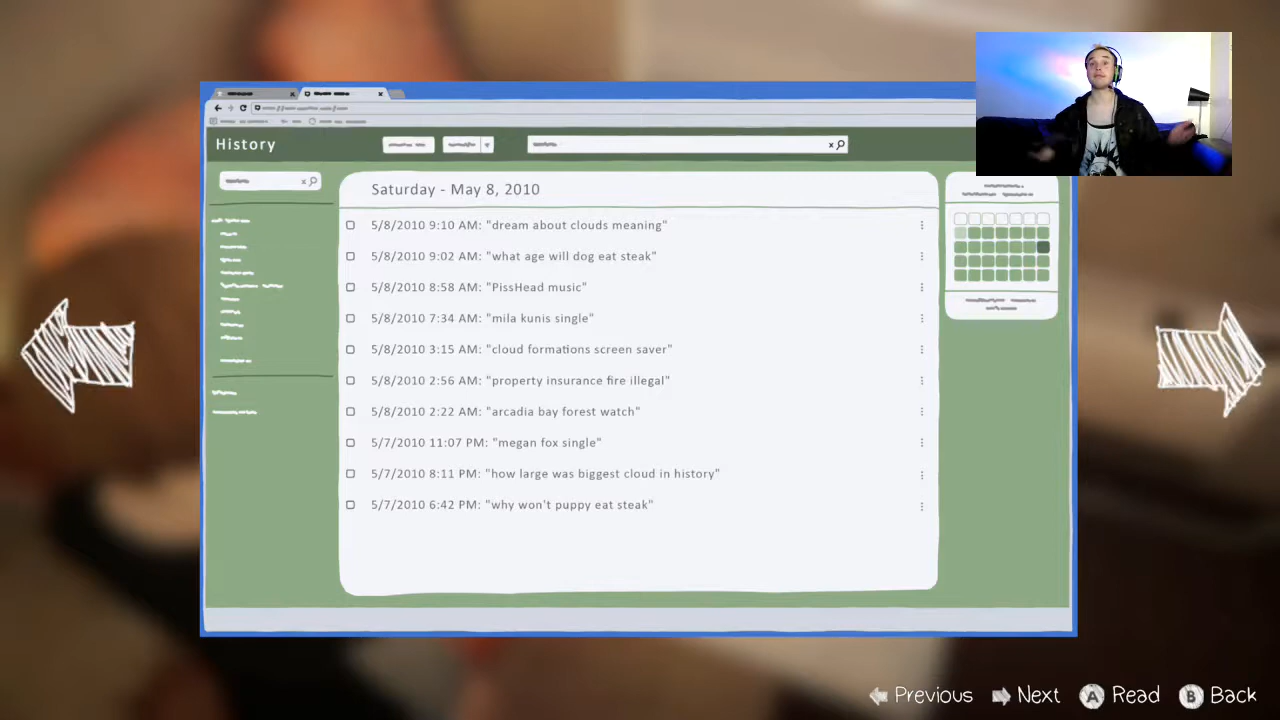 History
Saturday - May 8, 2010
5/8/2010 9:10 AM: "dream about clouds meaning"
5/8/2010 9:02 AM: "what age will dog eat steak"
5/8/2010 8:58 AM: "PissHead music"
5/8/2010 7:34 AM: "mila kunis single"
5/8/2010 3:15 AM: "cloud formations screen saver"
5/8/2010 2:56 AM: "property insurance fire illegal"
5/8/2010 2:22 AM: "arcadia bay forest watch"
5/7/2010 11:07 PM: "megan fox single"
5/7/2010 8:11 PM: "how large was biggest cloud in history"
5/7/2010 6:42 PM: "why won't puppy eat steak"
Previous Next A Read B Back